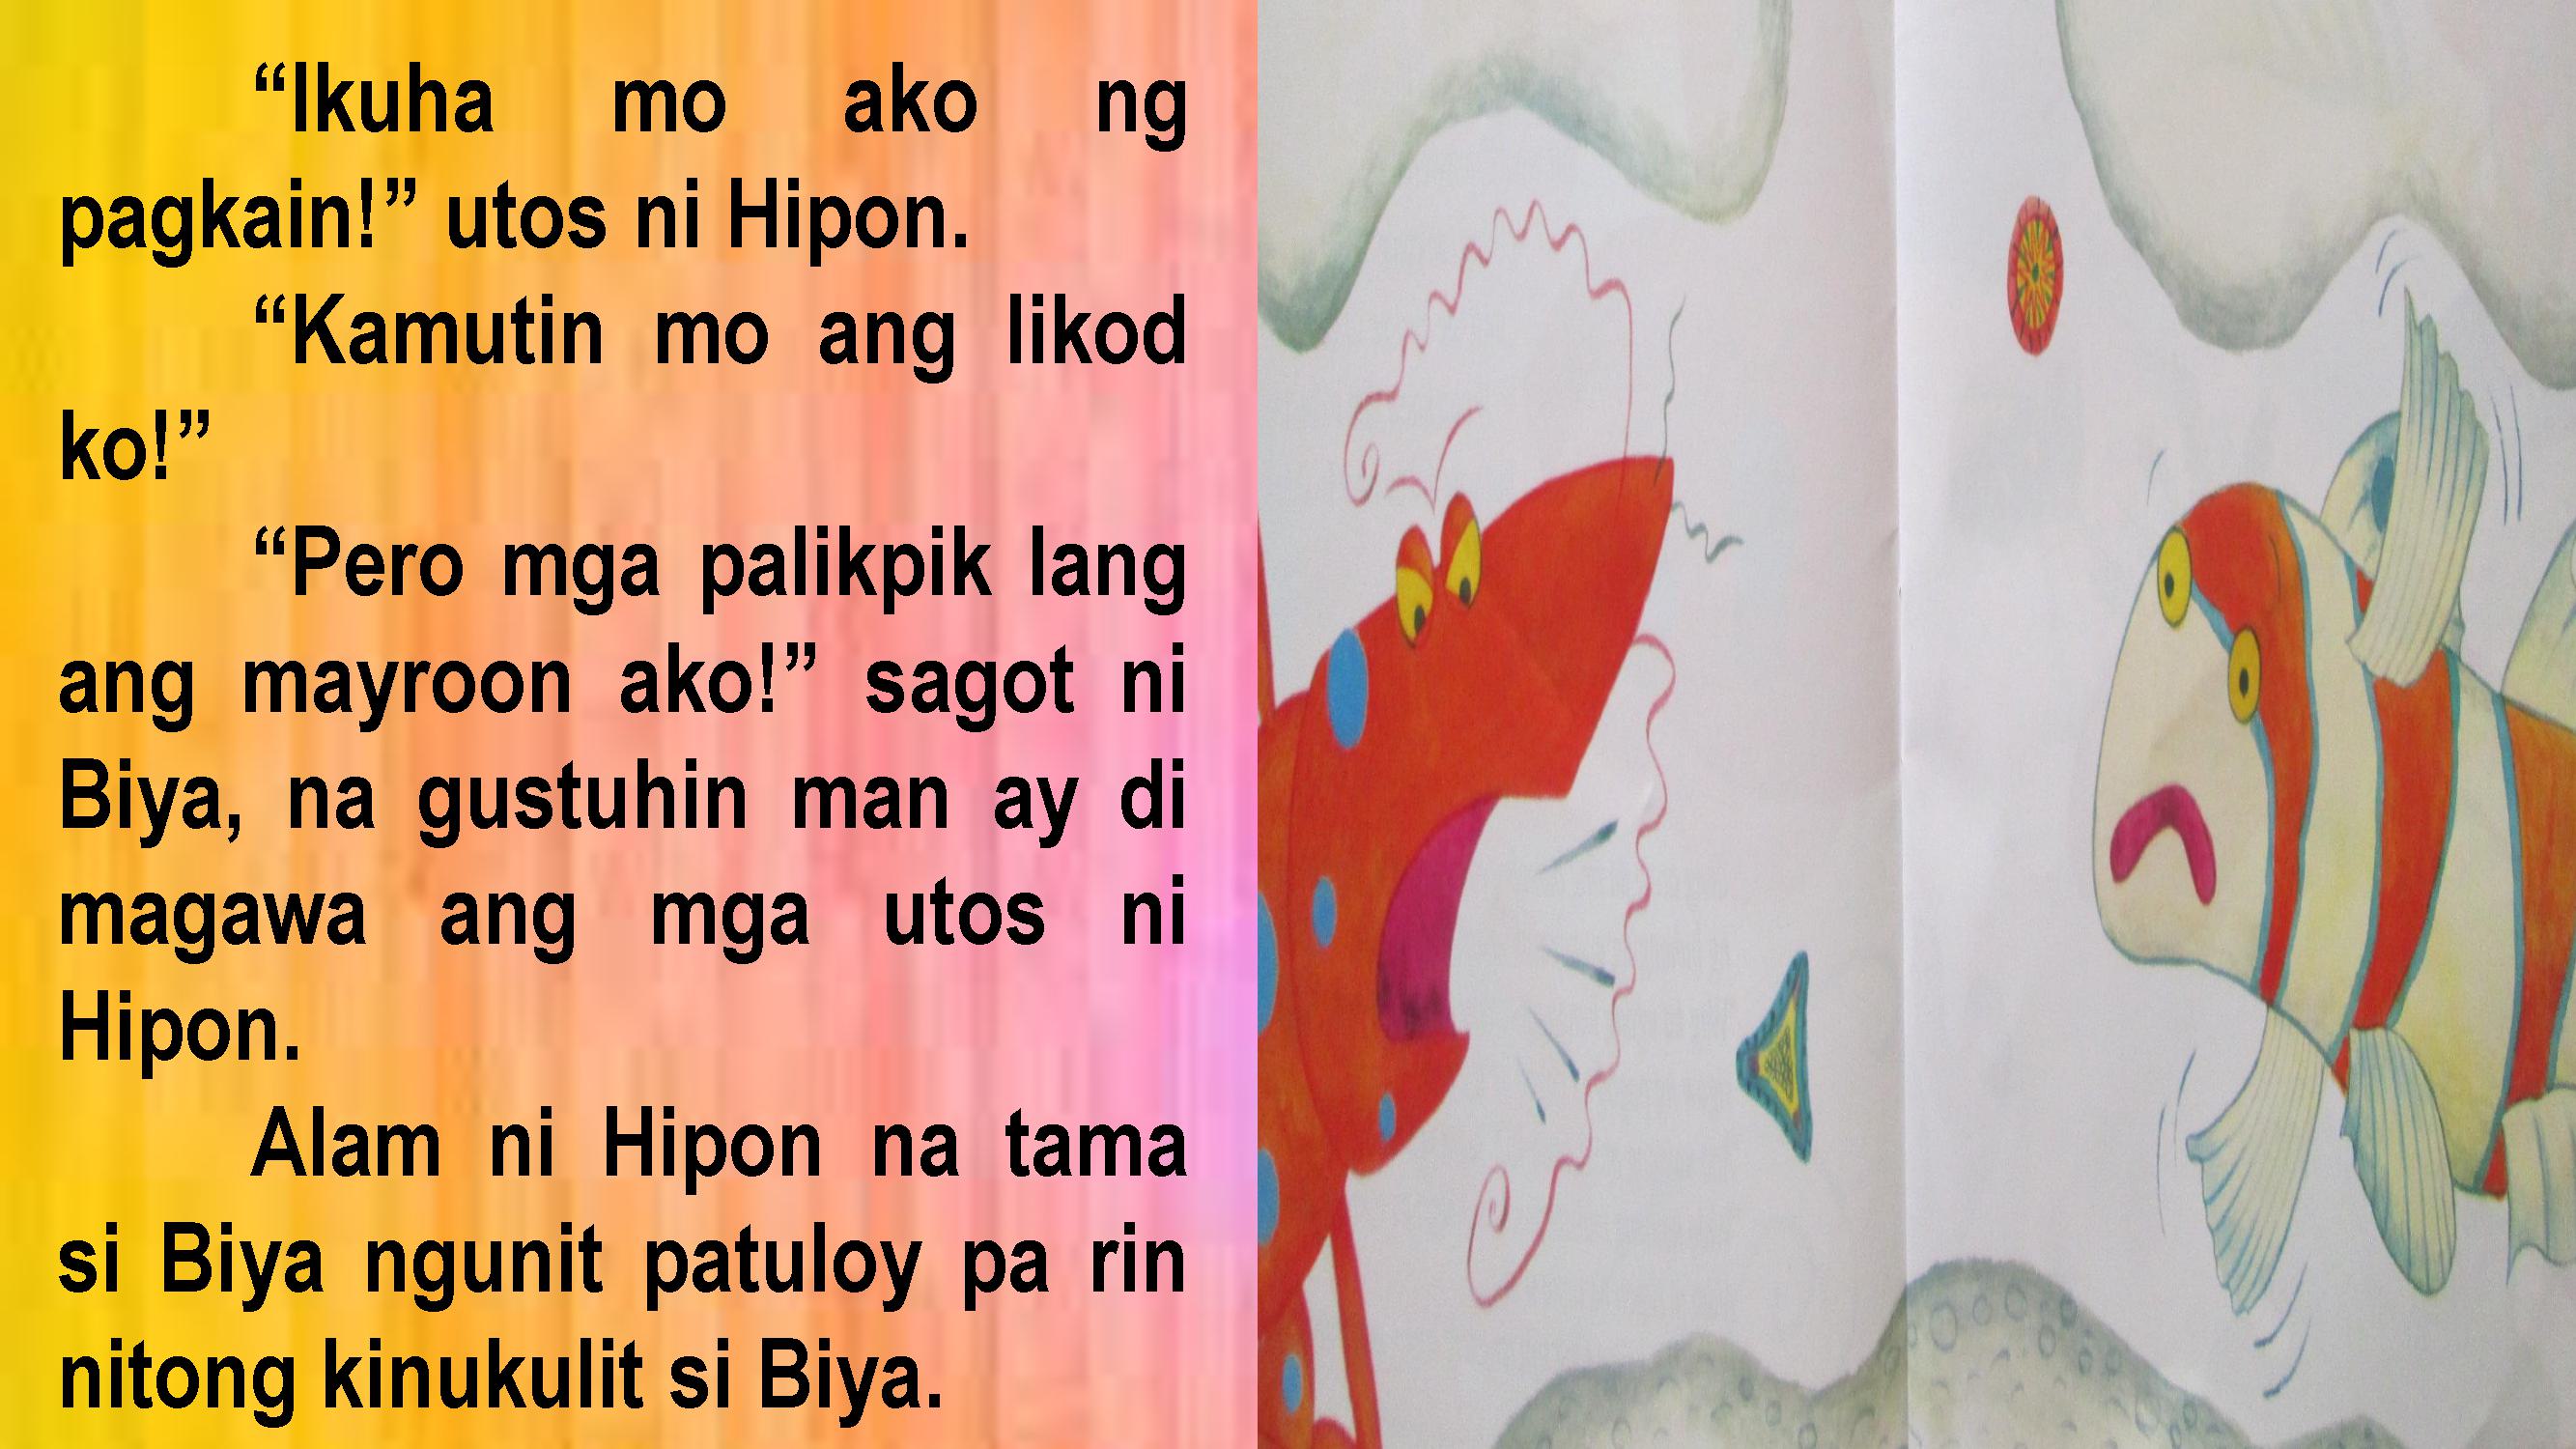 “Ikuha mo ako ng
pagkain!” utos ni Hipon.
“Kamutin mo ang likod
ko!”
“Pero mga palikpik lang
ang mayroon ako!” sagot ni
Biya, na gustuhin man ay di
magawa ang mga utos ni
Hipon.
Alam ni Hipon na tama
si Biya ngunit patuloy pa rin
nitong kinukulit si Biya.